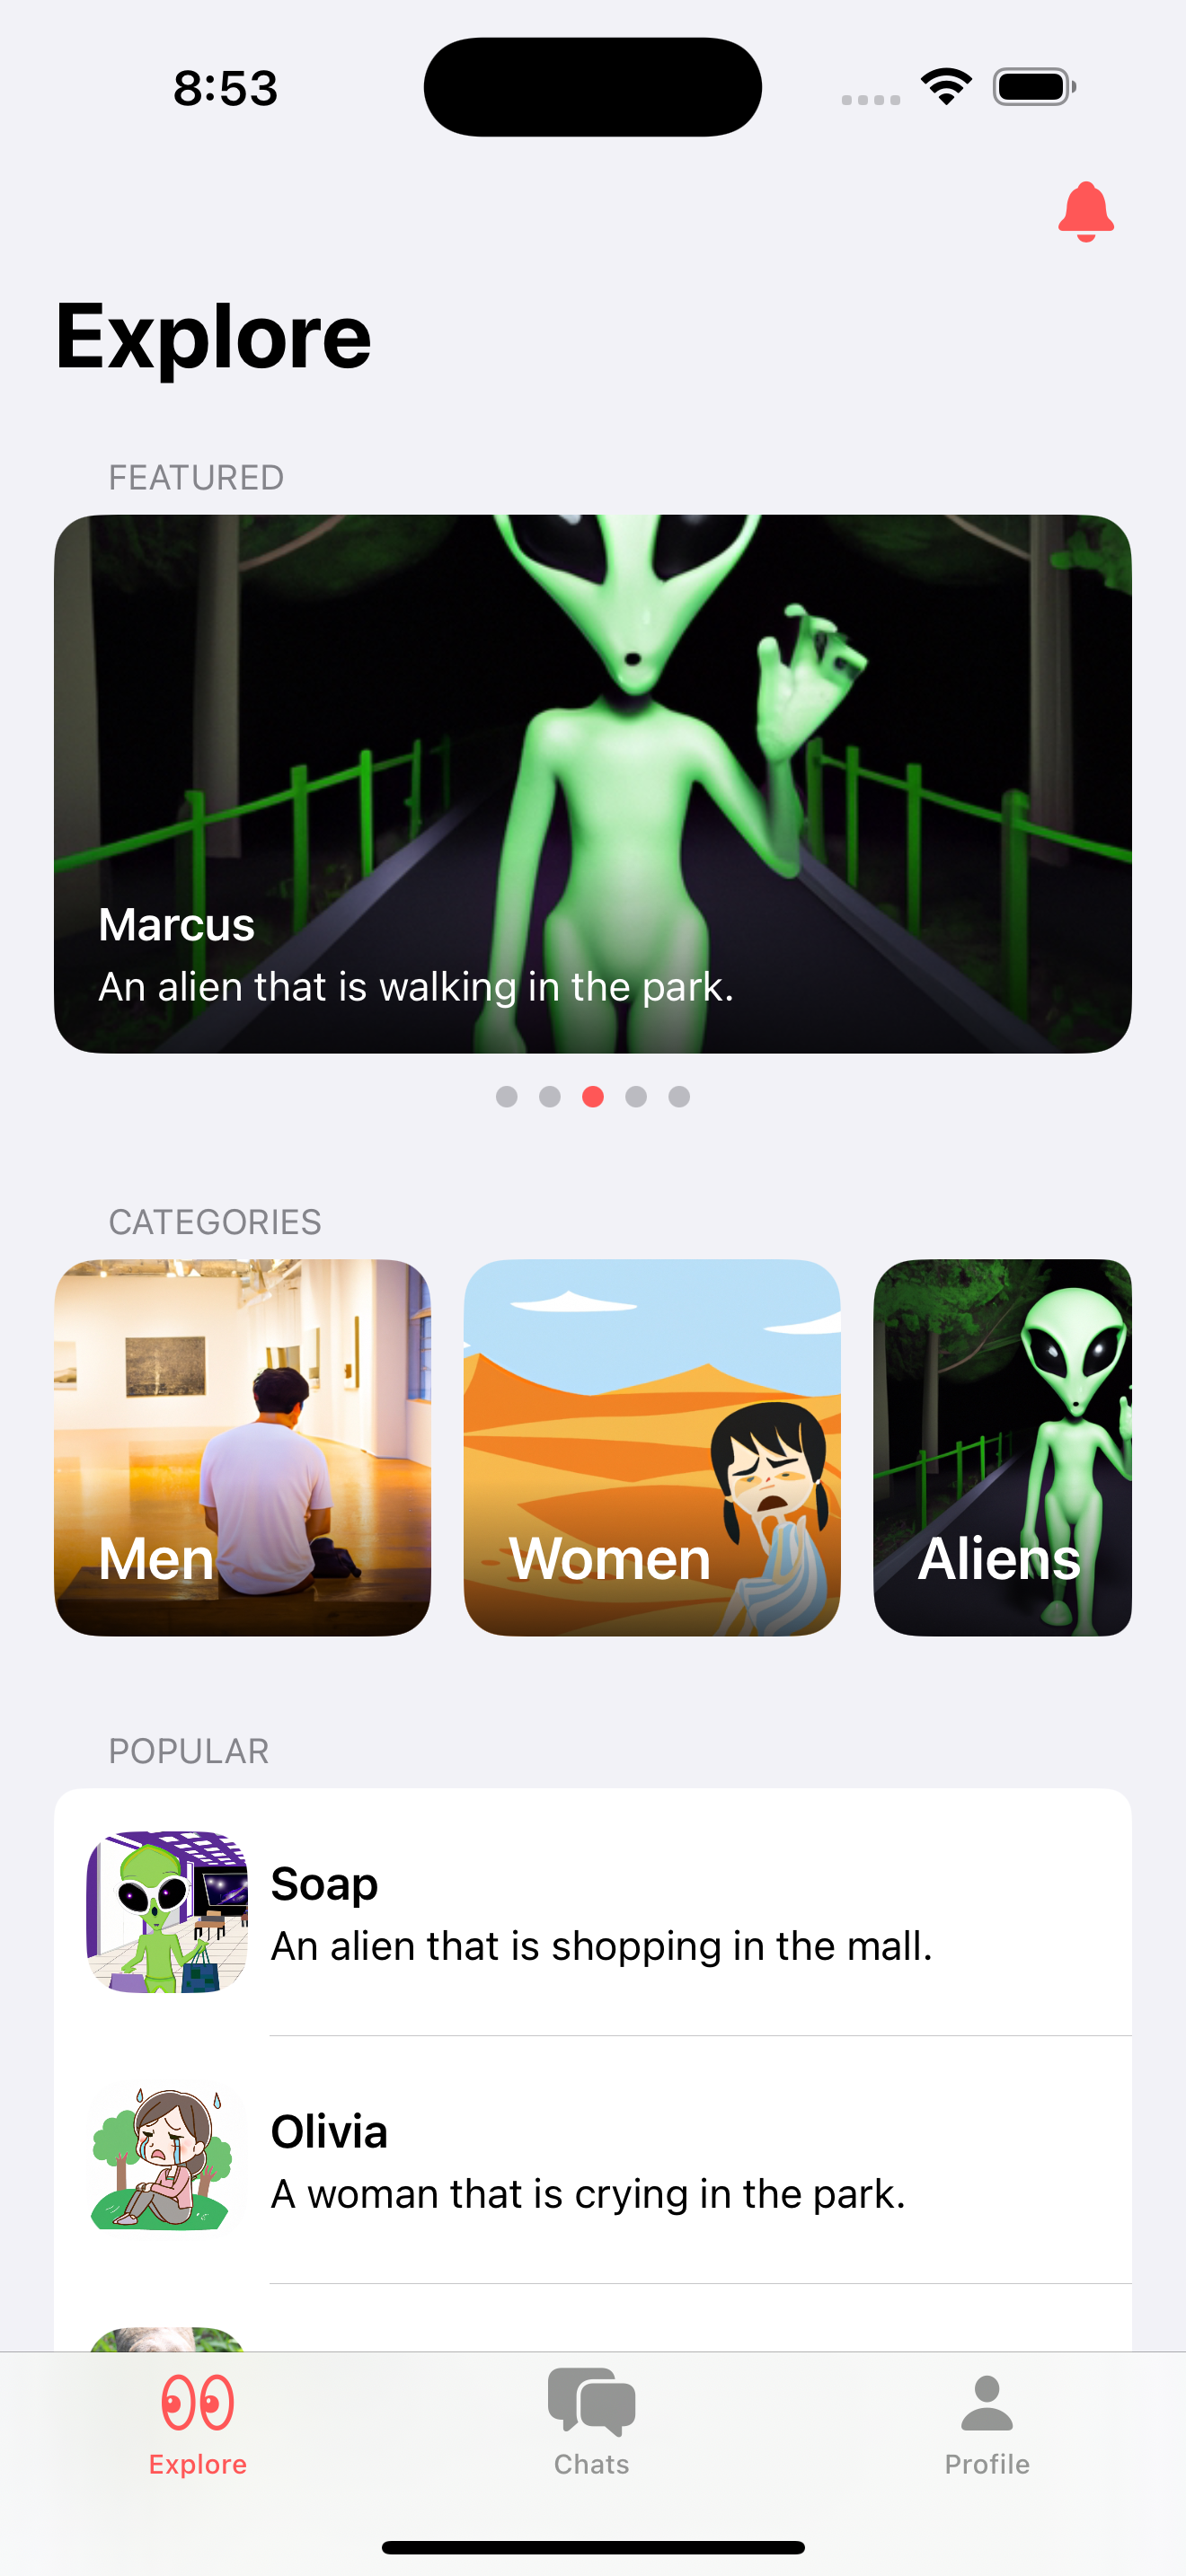 8:53
Explore
FEATURED
Marcus
An alien that is walking in the park.
CATEGORIES
Men
Women
Aliens
POPULAR
Soap
An alien that is shopping in the mall.
Olivia
A woman that is crying in the park.
Explore
Chats
Profile